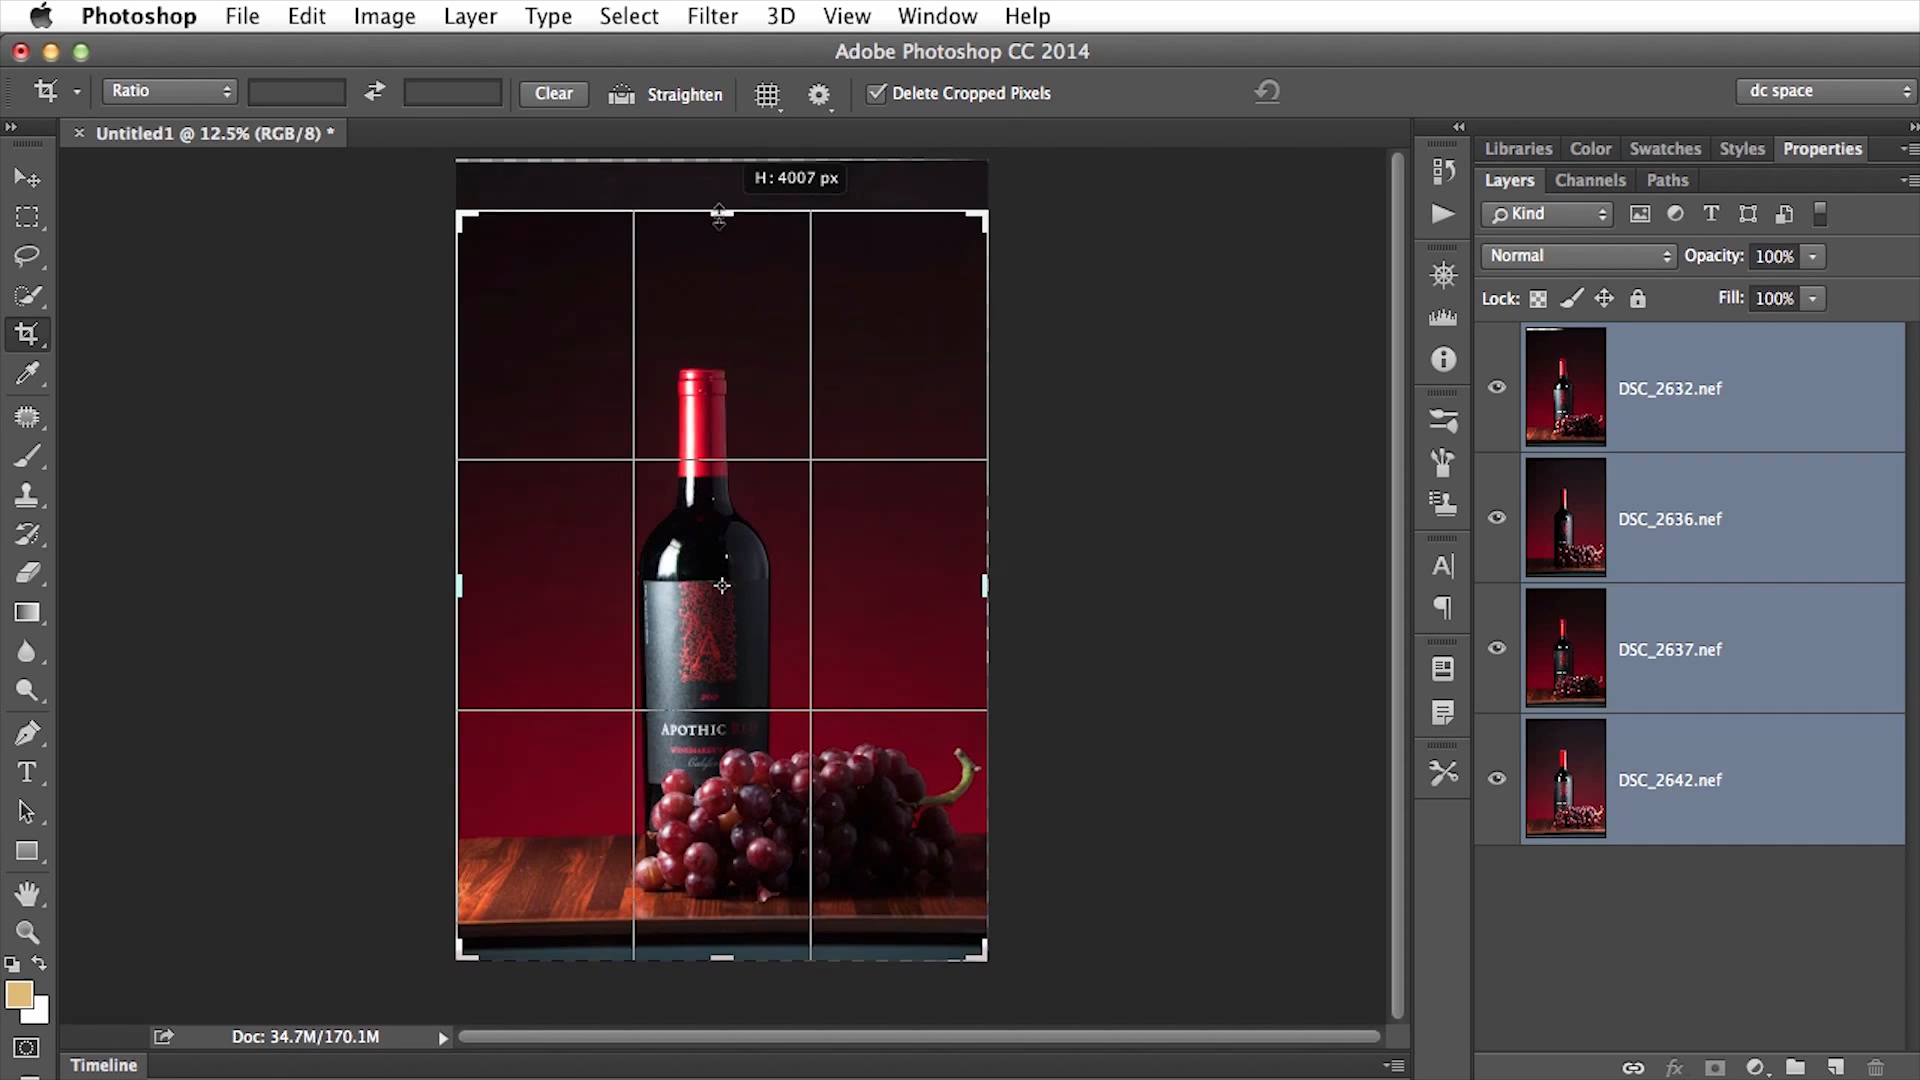 Photoshop File Edit Image Layer Type Select Filter 3D View Window Help
Adobe Photoshop CC 2014
Ratio Clear Straighten Delete Cropped Pixels dc space
Untitled1 @ 12.5% (RGB/8) *
Libraries Color Swatches Styles Properties
Layers Channels Paths
H: 4007 px
Kind
Normal Opacity: 100%
Lock: Fill: 100%
DSC_2632.nef
DSC_2636.nef
DSC_2637.nef
DSC_2642.nef
A
APOTHIC RED
Doc: 34.7M/170.1M
Timeline
fx